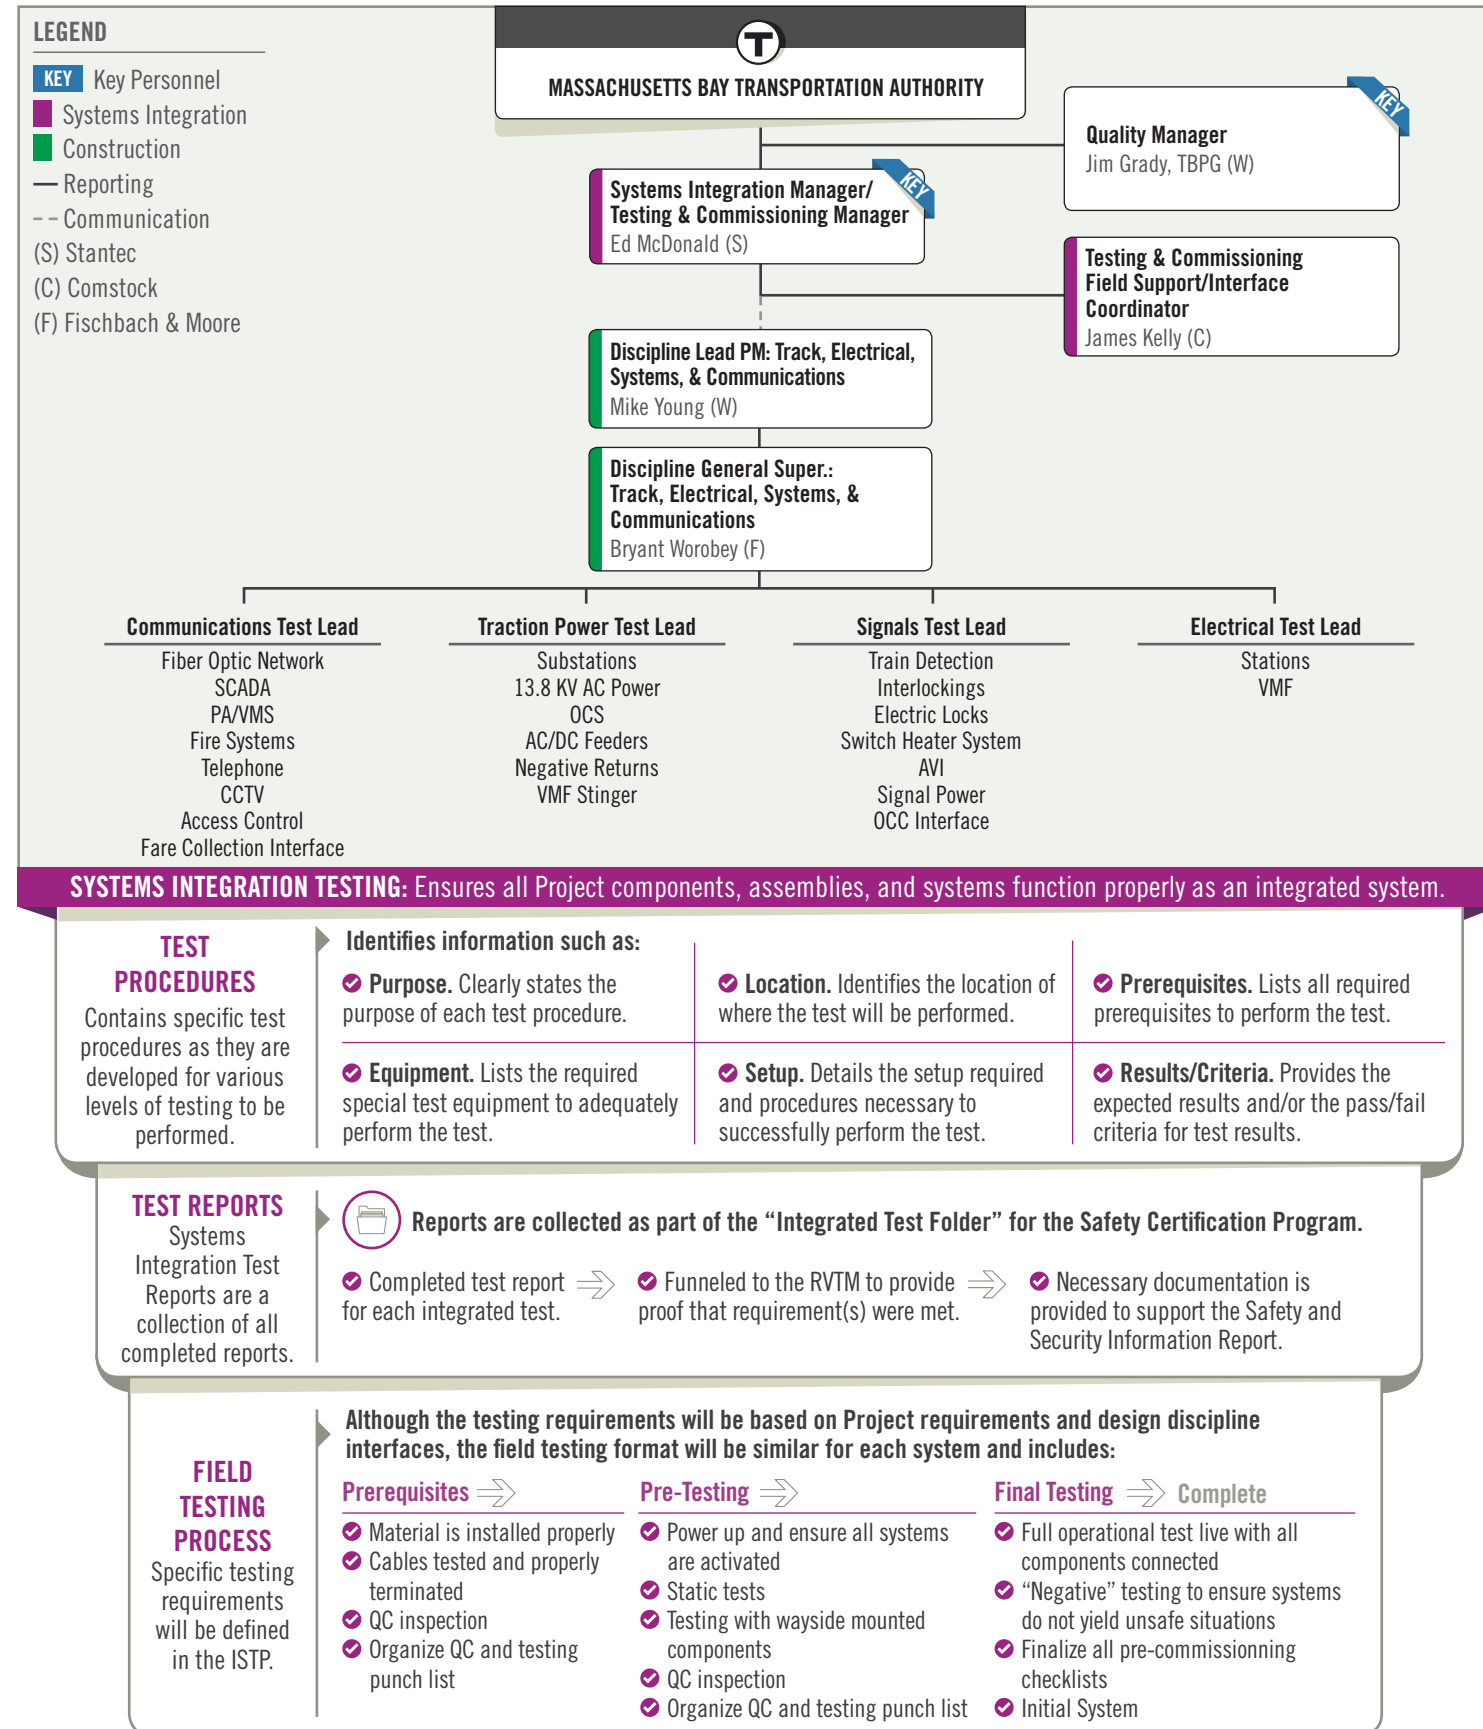 LEGEND
KEY Key Personnel
Systems Integration
Construction
Reporting
Communication
(S) Stantec
(C) Comstock
(F) Fischbach & Moore
T
MASSACHUSETTS BAY TRANSPORTATION AUTHORITY
KEY
Quality Manager
Jim Grady, TBPG (W)
KEY
Systems Integration Manager/
Testing & Commissioning Manager
Ed McDonald (S)
Testing & Commissioning
Field Support/Interface
Coordinator
James Kelly (C)
Discipline Lead PM: Track, Electrical,
Systems, & Communications
Mike Young (W)
Discipline General Super.:
Track, Electrical, Systems, &
Communications
Bryant Worobey (F)
Communications Test Lead
Fiber Optic Network
SCADA
PA/VMS
Fire Systems
Telephone
CCTV
Access Control
Fare Collection Interface
Traction Power Test Lead
Substations
13.8 KV AC Power
OCS
AC/DC Feeders
Negative Returns
VMF Stinger
Signals Test Lead
Train Detection
Interlockings
Electric Locks
Switch Heater System
AVI
Signal Power
OCC Interface
Electrical Test Lead
Stations
VMF
SYSTEMS INTEGRATION TESTING: Ensures all Project components, assemblies, and systems function properly as an integrated system.
TEST
PROCEDURES
Contains specific test
procedures as they are
developed for various
levels of testing to be
performed.
Identifies information such as:
Purpose. Clearly states the
purpose of each test procedure.
Location. Identifies the location of
where the test will be performed.
Prerequisites. Lists all required
prerequisites to perform the test.
Equipment. Lists the required
special test equipment to adequately
perform the test.
Setup. Details the setup required
and procedures necessary to
successfully perform the test.
Results/Criteria. Provides the
expected results and/or the pass/fail
criteria for test results.
TEST REPORTS
Systems
Integration Test
Reports are a
collection of all
completed reports.
Reports are collected as part of the “Integrated Test Folder” for the Safety Certification Program.
Completed test report
for each integrated test.
Funneled to the RVTM to provide
proof that requirement(s) were met.
Necessary documentation is
provided to support the Safety and
Security Information Report.
FIELD
TESTING
PROCESS
Specific testing
requirements
will be defined
in the ISTP.
Although the testing requirements will be based on Project requirements and design discipline
interfaces, the field testing format will be similar for each system and includes:
Prerequisites
Material is installed properly
Cables tested and properly
terminated
QC inspection
Organize QC and testing
punch list
Pre-Testing
Power up and ensure all systems
are activated
Static tests
Testing with wayside mounted
components
QC inspection
Organize QC and testing punch list
Final Testing Complete
Full operational test live with all
components connected
“Negative” testing to ensure systems
do not yield unsafe situations
Finalize all pre-commissionning
checklists
Initial System